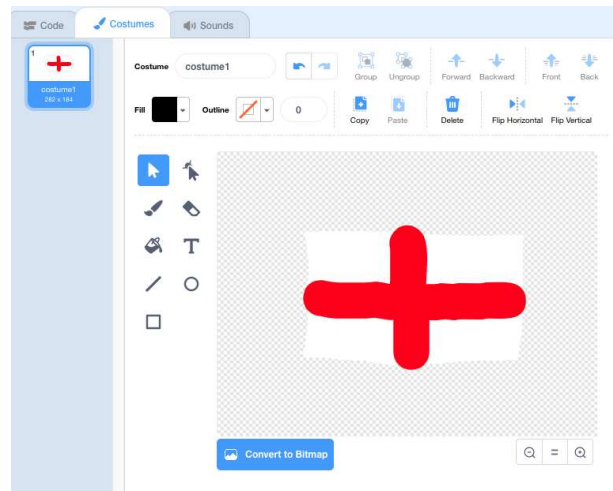 Code Costumes Sounds
1
costume1
282 x 184
Costume costume1 Group Ungroup Forward Backward Front Back
Fill Outline 0 Copy Paste Delete Flip Horizontal Flip Vertical
T
Convert to Bitmap =